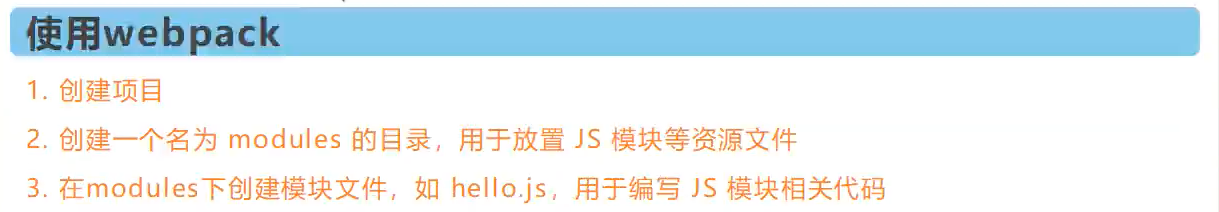 使用webpack
1. 创建项目
2. 创建一个名为 modules 的目录，用于放置 JS 模块等资源文件
3. 在modules下创建模块文件，如 hello.js，用于编写 JS 模块相关代码